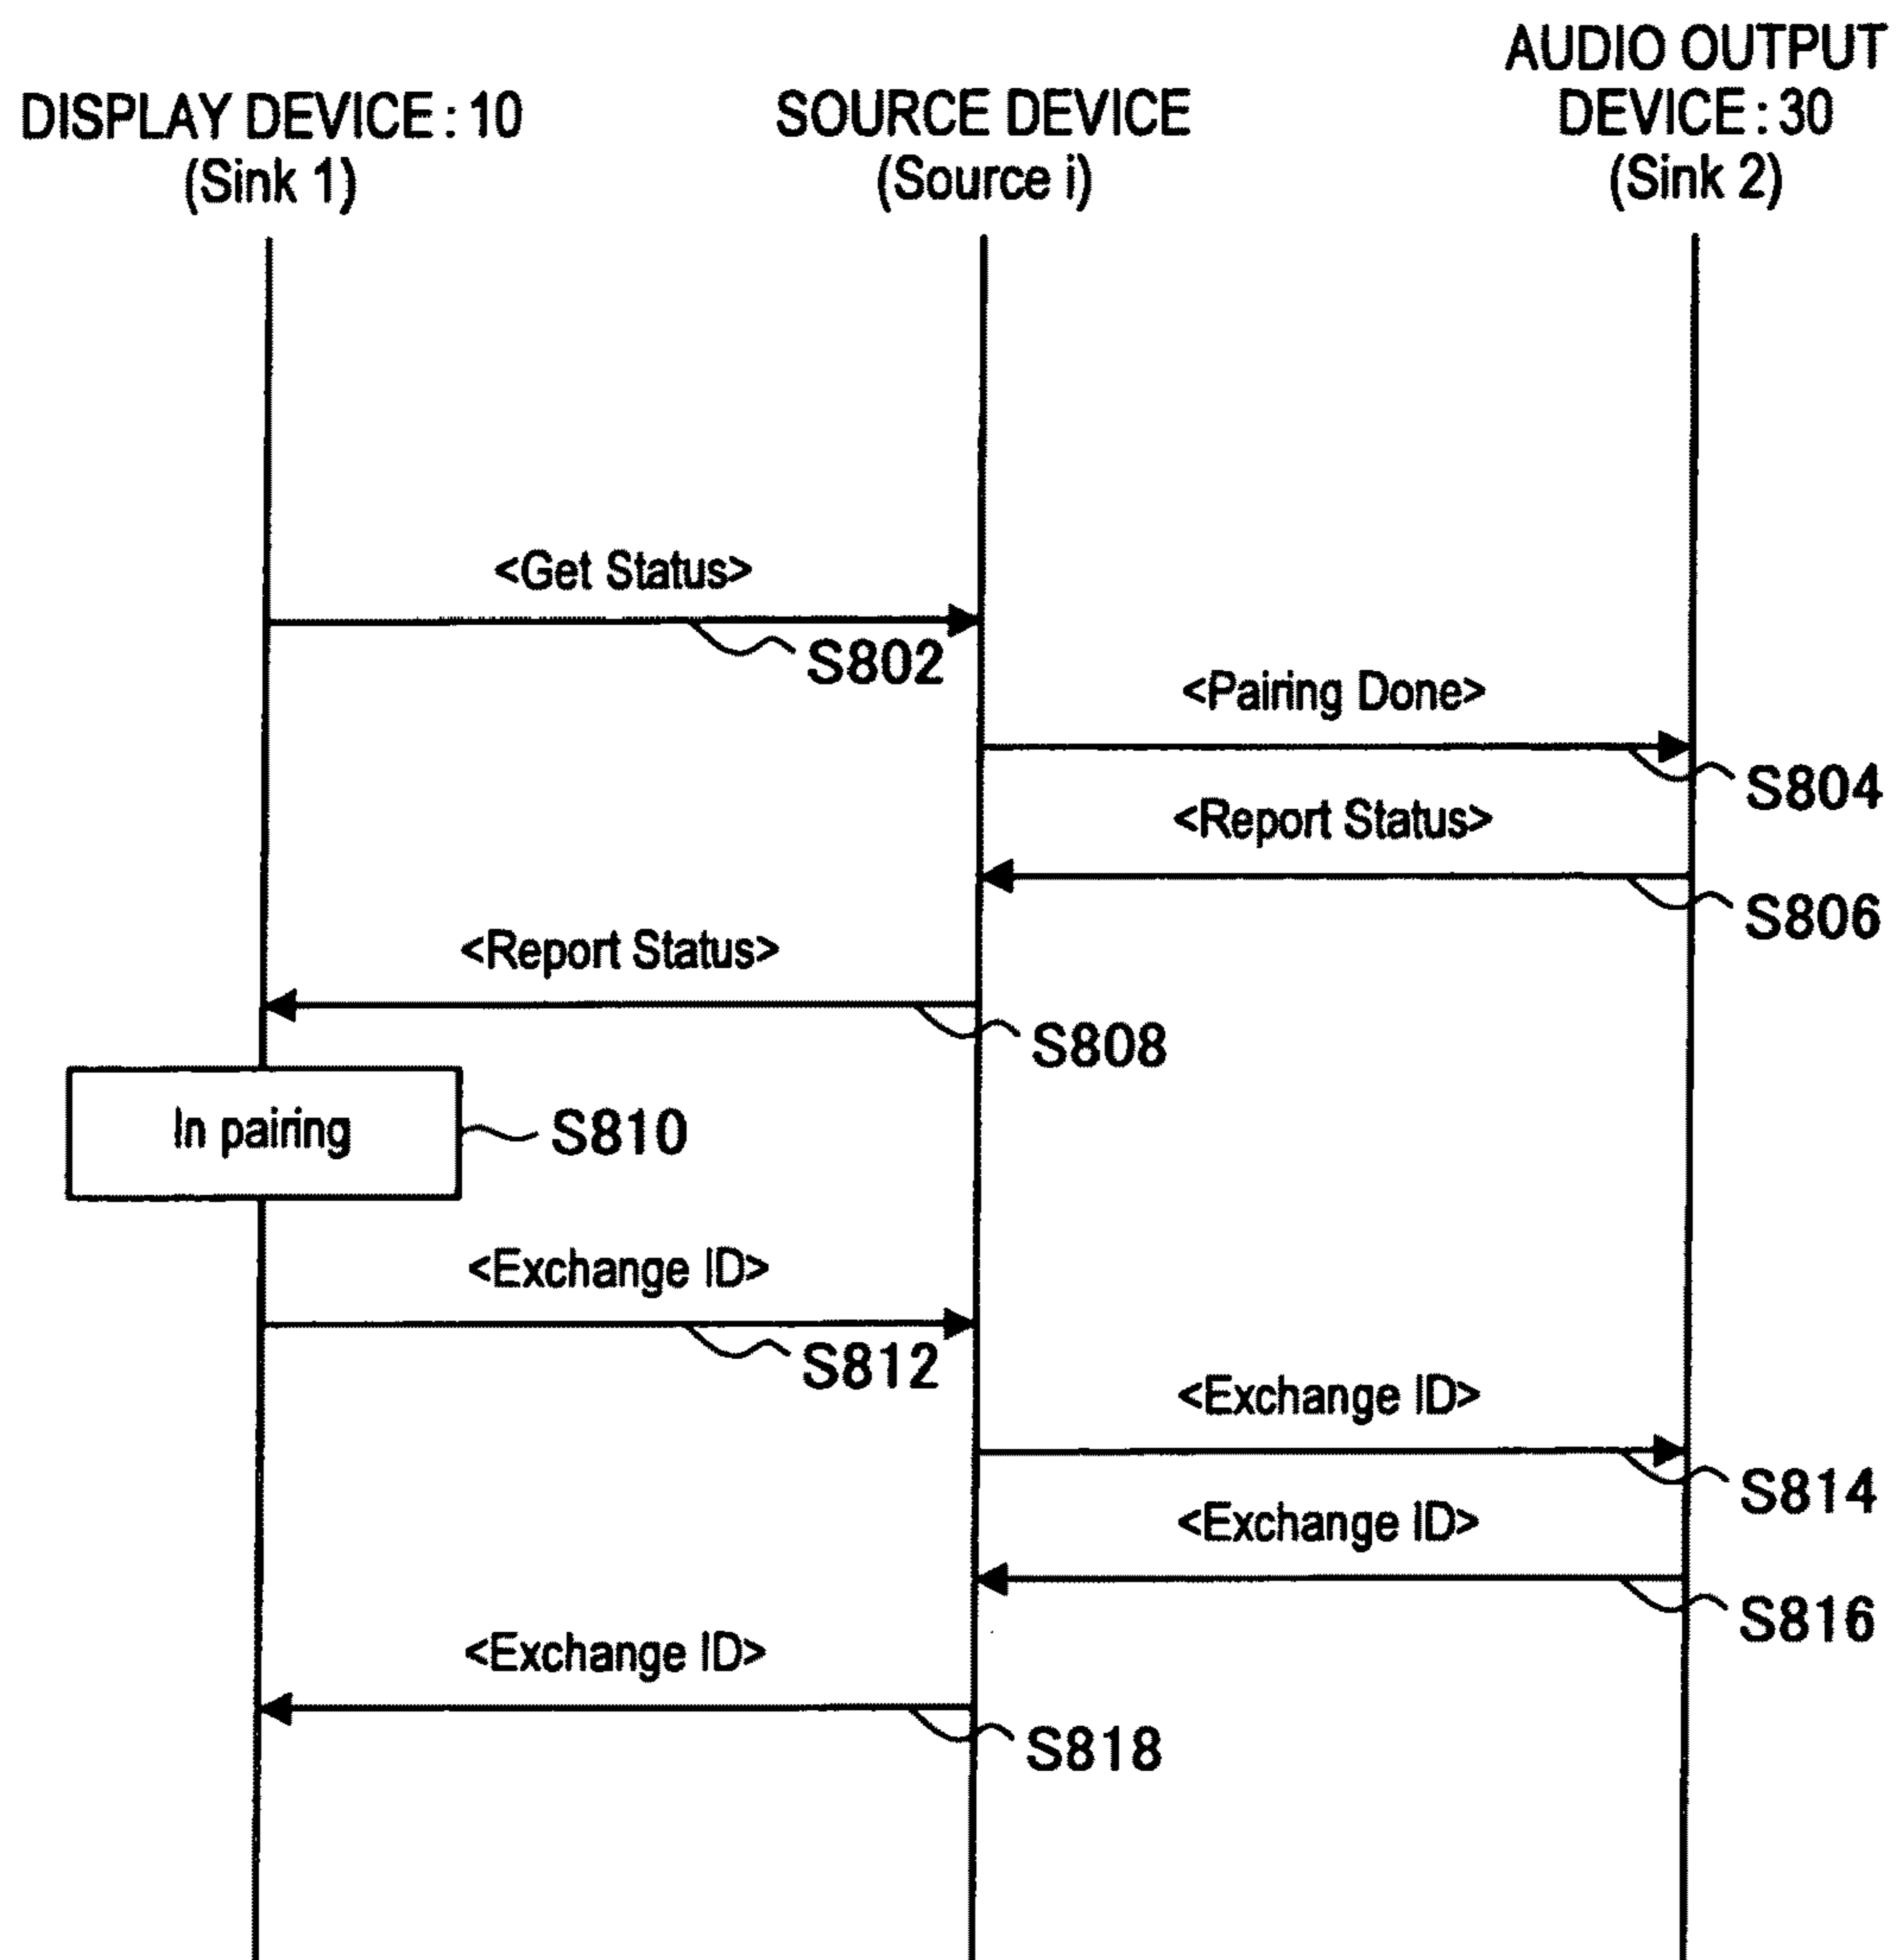 DISPLAY DEVICE : 10
(Sink 1)
SOURCE DEVICE
(Source i)
AUDIO OUTPUT
DEVICE : 30
(Sink 2)
<Get Status>
S802
<Pairing Done>
S804
<Report Status>
S806
<Report Status>
S808
In pairing
S810
<Exchange ID>
S812
<Exchange ID>
S814
<Exchange ID>
S816
<Exchange ID>
S818